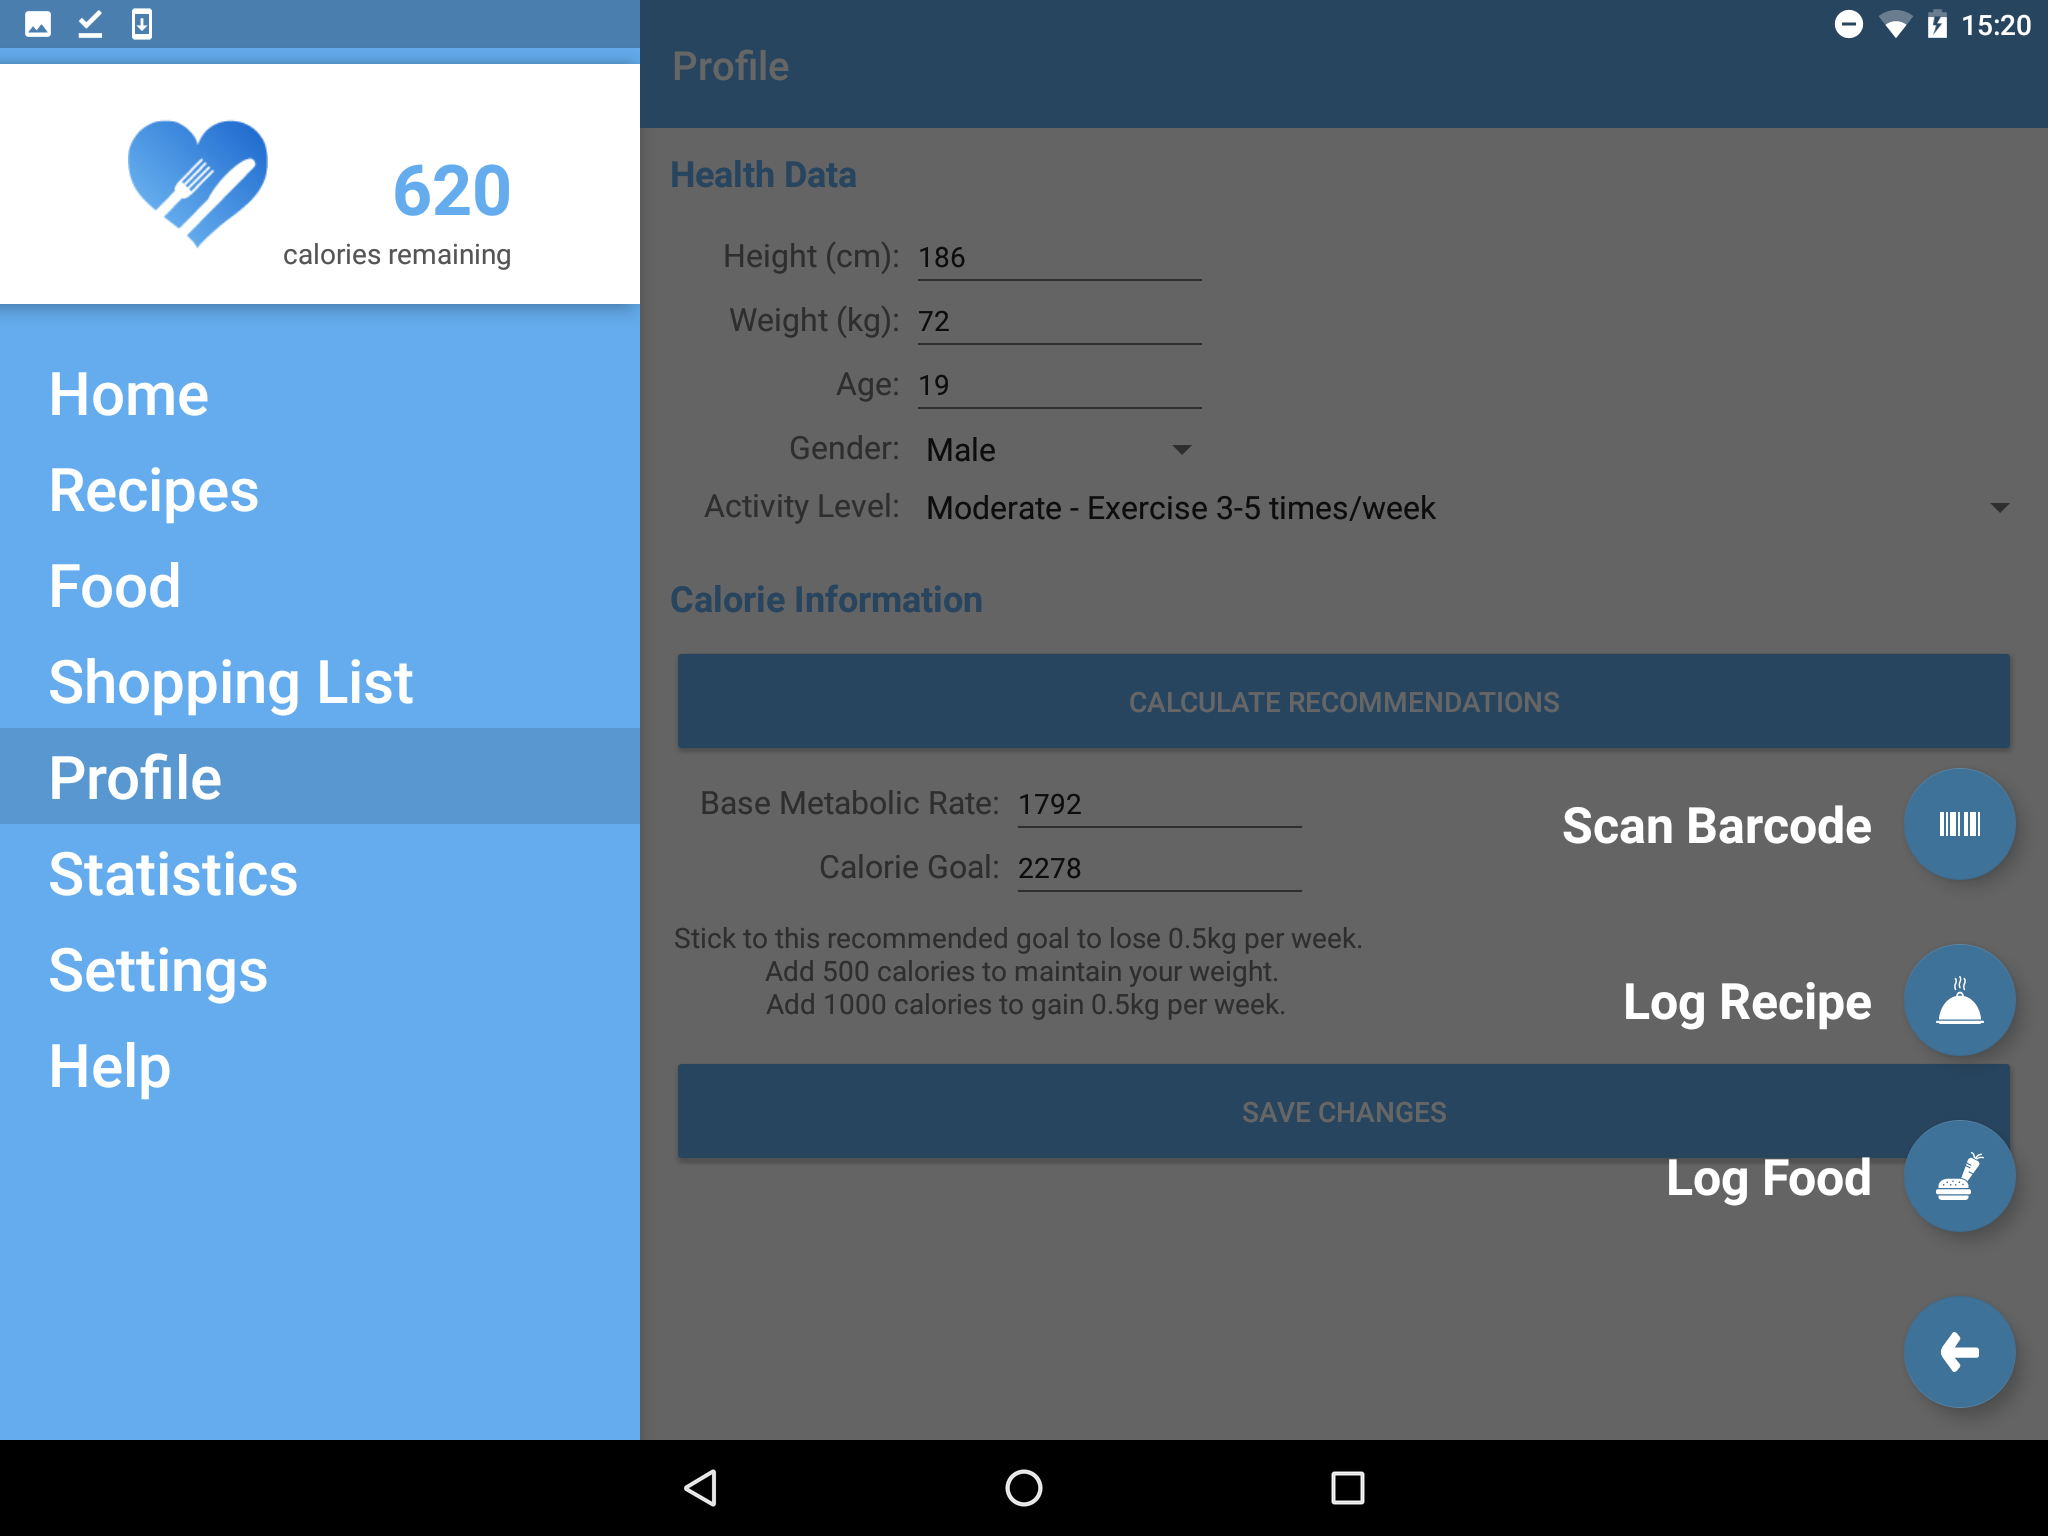 15:20
620
calories remaining
Home
Recipes
Food
Shopping List
Profile
Statistics
Settings
Help
Profile
Health Data
Height (cm): 186
Weight (kg): 72
Age: 19
Gender: Male
Activity Level: Moderate - Exercise 3-5 times/week
Calorie Information
CALCULATE RECOMMENDATIONS
Base Metabolic Rate: 1792
Calorie Goal: 2278
Stick to this recommended goal to lose 0.5kg per week.
Add 500 calories to maintain your weight.
Add 1000 calories to gain 0.5kg per week.
SAVE CHANGES
Scan Barcode
Log Recipe
Log Food